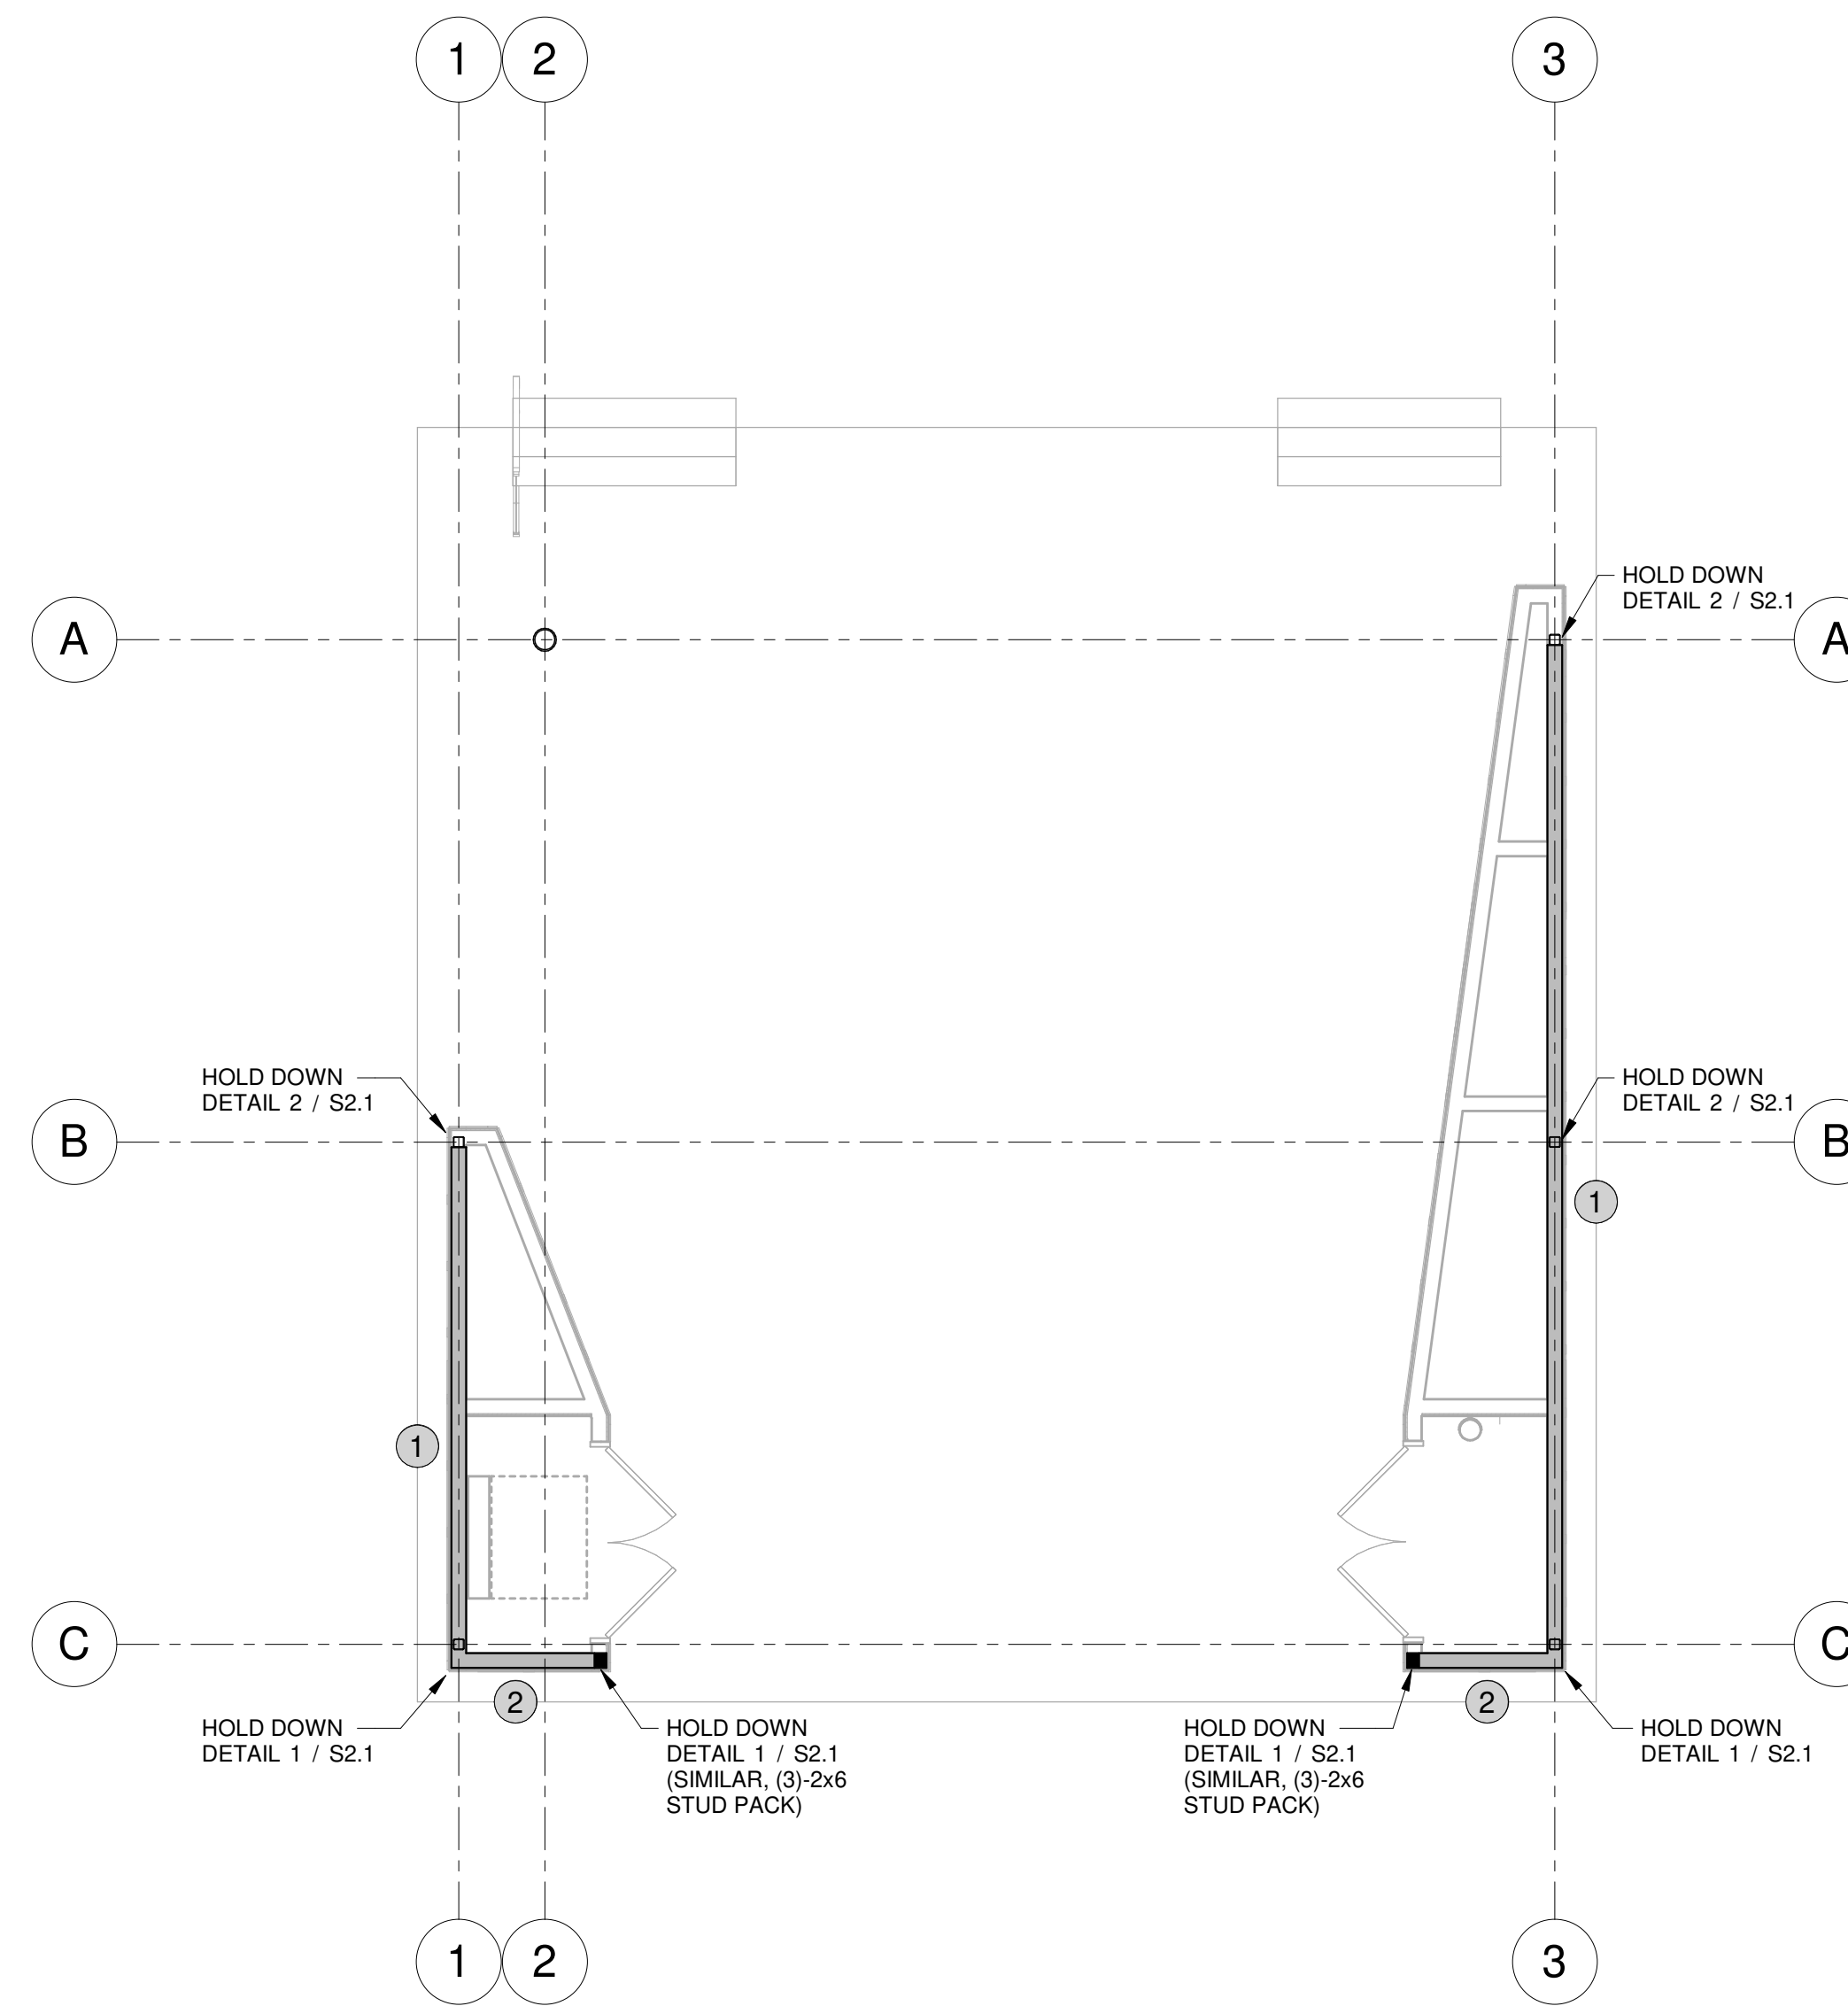 1
2
3
HOLD DOWN
DETAIL 2 / S2.1
A
A
HOLD DOWN
DETAIL 2 / S2.1
HOLD DOWN
DETAIL 2 / S2.1
B
B
1
1
C
C
2
2
HOLD DOWN
DETAIL 1 / S2.1
HOLD DOWN
DETAIL 1 / S2.1
(SIMILAR, (3)-2x6
STUD PACK)
HOLD DOWN
DETAIL 1 / S2.1
(SIMILAR, (3)-2x6
STUD PACK)
HOLD DOWN
DETAIL 1 / S2.1
1
2
3